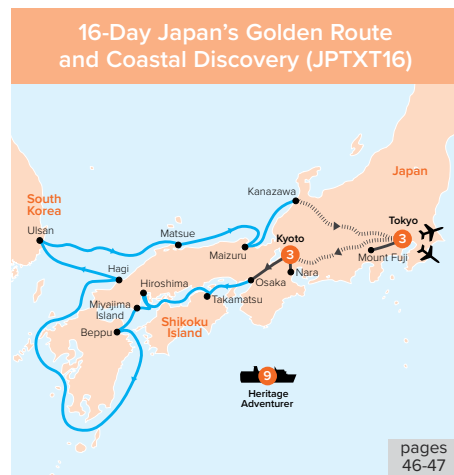 16-Day Japan's Golden Route
and Coastal Discovery (JPTXT16)
Japan
Kanazawa
South
Korea
Ulsan
Tokyo
3
Matsue
Kyoto
3
Maizuru
Mount Fuji
Hagi
Nara
Hiroshima
Osaka
Miyajima
Island
Takamatsu
Shikoku
Island
Beppu
9
Heritage
Adventurer
pages
46-47